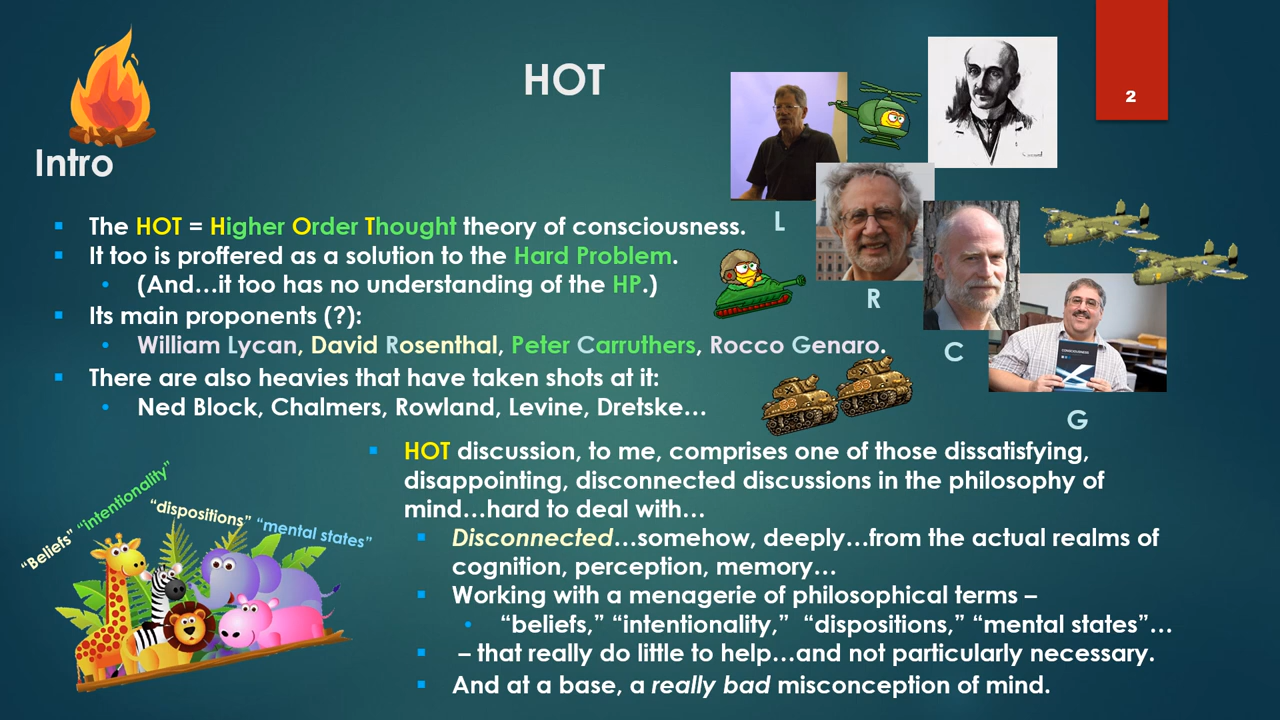 HOT
2
Intro
The HOT = Higher Order Thought theory of consciousness.
It too is proffered as a solution to the Hard Problem.
(And…it too has no understanding of the HP.)
Its main proponents (?):
William Lycan, David Rosenthal, Peter Carruthers, Rocco Genaro.
There are also heavies that have taken shots at it:
Ned Block, Chalmers, Rowland, Levine, Dretske…
L
R
C
G
HOT discussion, to me, comprises one of those dissatisfying,
disappointing, disconnected discussions in the philosophy of
mind…hard to deal with…
Disconnected…somehow, deeply…from the actual realms of
cognition, perception, memory…
Working with a menagerie of philosophical terms –
“beliefs,” “intentionality,”  “dispositions,” “mental states”…
– that really do little to help…and not particularly necessary.
And at a base, a really bad misconception of mind.
“Beliefs” “intentionality” “dispositions” “mental states”